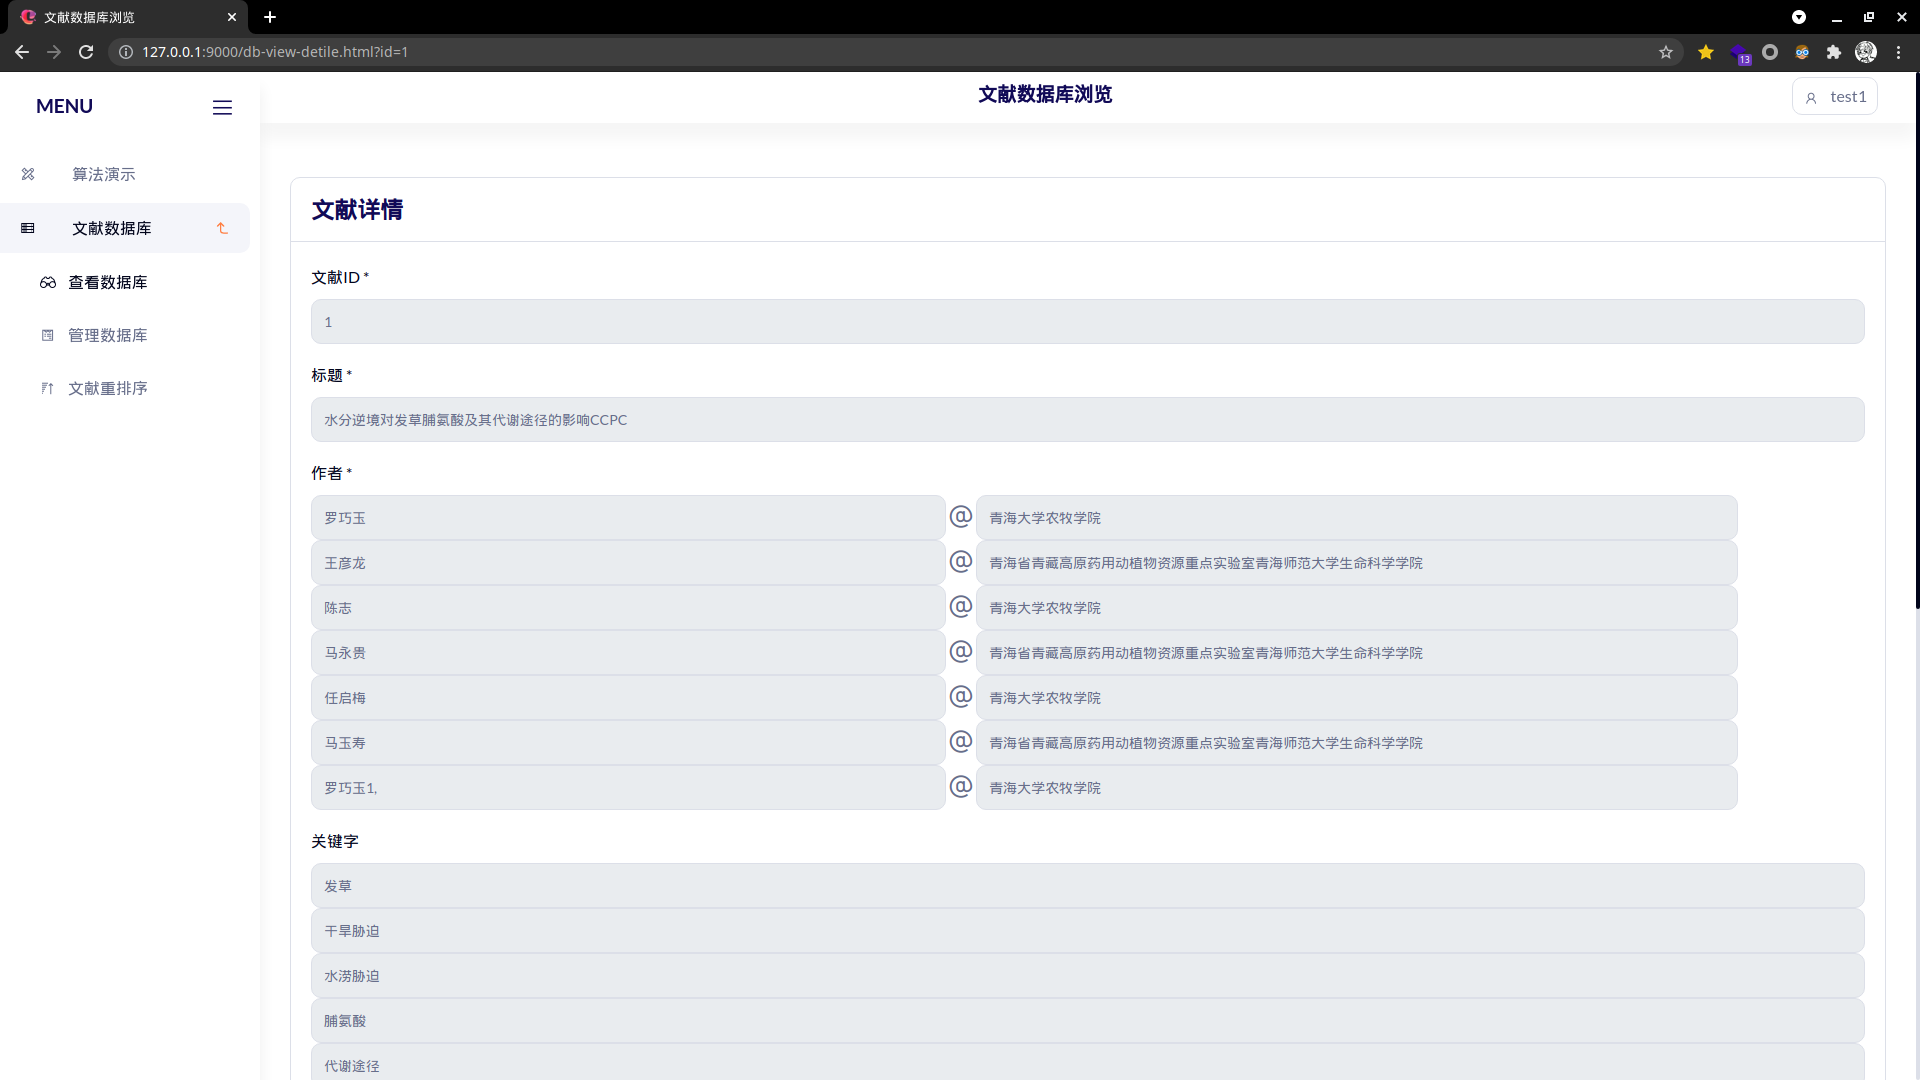 文献数据库浏览
127.0.0.1:9000/db-view-detile.html?id=1
13
MENU
文献数据库浏览
test1
算法演示
文献数据库
查看数据库
管理数据库
文献重排序
文献详情
文献ID *
1
标题 *
水分逆境对发草脯氨酸及其代谢途径的影响CCPC
作者 *
罗巧玉 @ 青海大学农牧学院
王彦龙 @ 青海省青藏高原药用动植物资源重点实验室青海师范大学生命科学学院
陈志 @ 青海大学农牧学院
马永贵 @ 青海省青藏高原药用动植物资源重点实验室青海师范大学生命科学学院
任启梅 @ 青海大学农牧学院
马玉寿 @ 青海省青藏高原药用动植物资源重点实验室青海师范大学生命科学学院
罗巧玉1, @ 青海大学农牧学院
关键字
发草
干旱胁迫
水涝胁迫
脯氨酸
代谢途径